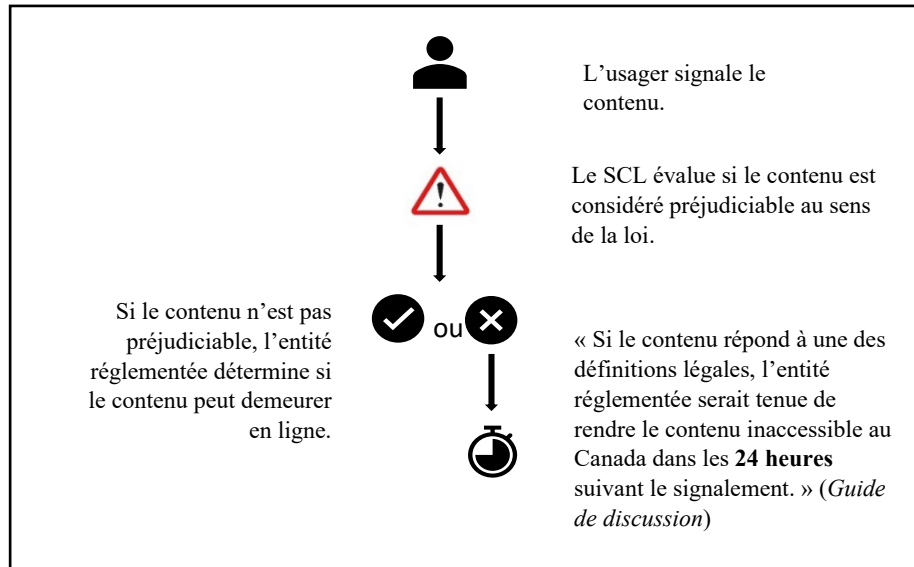 L’usager signale le
contenu.
Le SCL évalue si le contenu est
considéré préjudiciable au sens
de la loi.
Si le contenu n’est pas
préjudiciable, l’entité
réglementée détermine si
le contenu peut demeurer
en ligne.
ou
« Si le contenu répond à une des
définitions légales, l’entité
réglementée serait tenue de
rendre le contenu inaccessible au
Canada dans les 24 heures
suivant le signalement. » (Guide
de discussion)